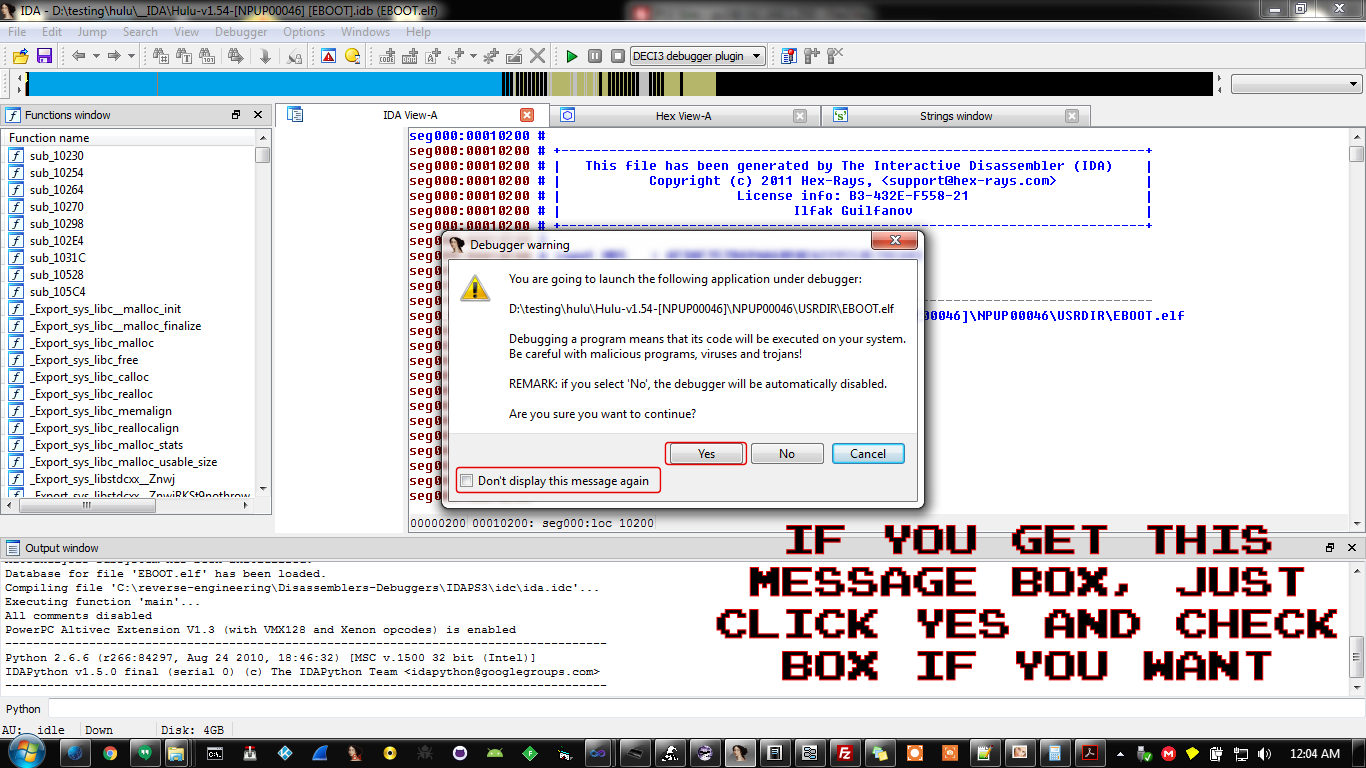 IDA - D:\testing\hulu\__IDA\Hulu-v1.54-[NPUP00046] [EBOOT].idb (EBOOT.elf)
File Edit Jump Search View Debugger Options Windows Help
DECI3 debugger plugin
Functions window
IDA View-A
Hex View-A
Strings window
Function name
sub_10230
sub_10254
sub_10264
sub_10270
sub_10298
sub_102E4
sub_1031C
sub_10528
sub_105C4
_Export_sys_libc__malloc_init
_Export_sys_libc__malloc_finalize
_Export_sys_libc_malloc
_Export_sys_libc_free
_Export_sys_libc_calloc
_Export_sys_libc_realloc
_Export_sys_libc_memalign
_Export_sys_libc_reallocalign
_Export_sys_libc_malloc_stats
_Export_sys_libc_malloc_usable_size
_Export_sys_libstdcxx__Znwj
_Export_sys_libstdcxx__ZnwjRKSt9nothrow
seg000:00010200 #
seg000:00010200 # +-------------------------------------------------------------------------+
seg000:00010200 # | This file has been generated by The Interactive Disassembler (IDA) |
seg000:00010200 # | Copyright (c) 2011 Hex-Rays, <support@hex-rays.com> |
seg000:00010200 # | License info: B3-432E-F558-21 |
seg000:00010200 # | Ilfak Guilfanov |
seg000:00010200 # +-------------------------------------------------------------------------+
00046]\NPUP00046\USRDIR\EBOOT.elf
Debugger warning
You are going to launch the following application under debugger:
D:\testing\hulu\Hulu-v1.54-[NPUP00046]\NPUP00046\USRDIR\EBOOT.elf
Debugging a program means that its code will be executed on your system.
Be careful with malicious programs, viruses and trojans!
REMARK: if you select 'No', the debugger will be automatically disabled.
Are you sure you want to continue?
Yes No Cancel
Don't display this message again
00000200 00010200: seg000:loc_10200
IF YOU GET THIS
MESSAGE BOX, JUST
CLICK YES AND CHECK
BOX IF YOU WANT
Output window
Database for file 'EBOOT.elf' has been loaded.
Compiling file 'C:\reverse-engineering\Disassemblers-Debuggers\IDAPS3\idc\ida.idc'...
Executing function 'main'...
All comments disabled
PowerPC Altivec Extension V1.3 (with VMX128 and Xenon opcodes) is enabled
-------------------------------------------------------------------------------
Python 2.6.6 (r266:84297, Aug 24 2010, 18:46:32) [MSC v.1500 32 bit (Intel)]
IDAPython v1.5.0 final (serial 0) (c) The IDAPython Team <idapython@googlegroups.com>
-------------------------------------------------------------------------------
Python
AU: idle Down Disk: 4GB
12:04 AM